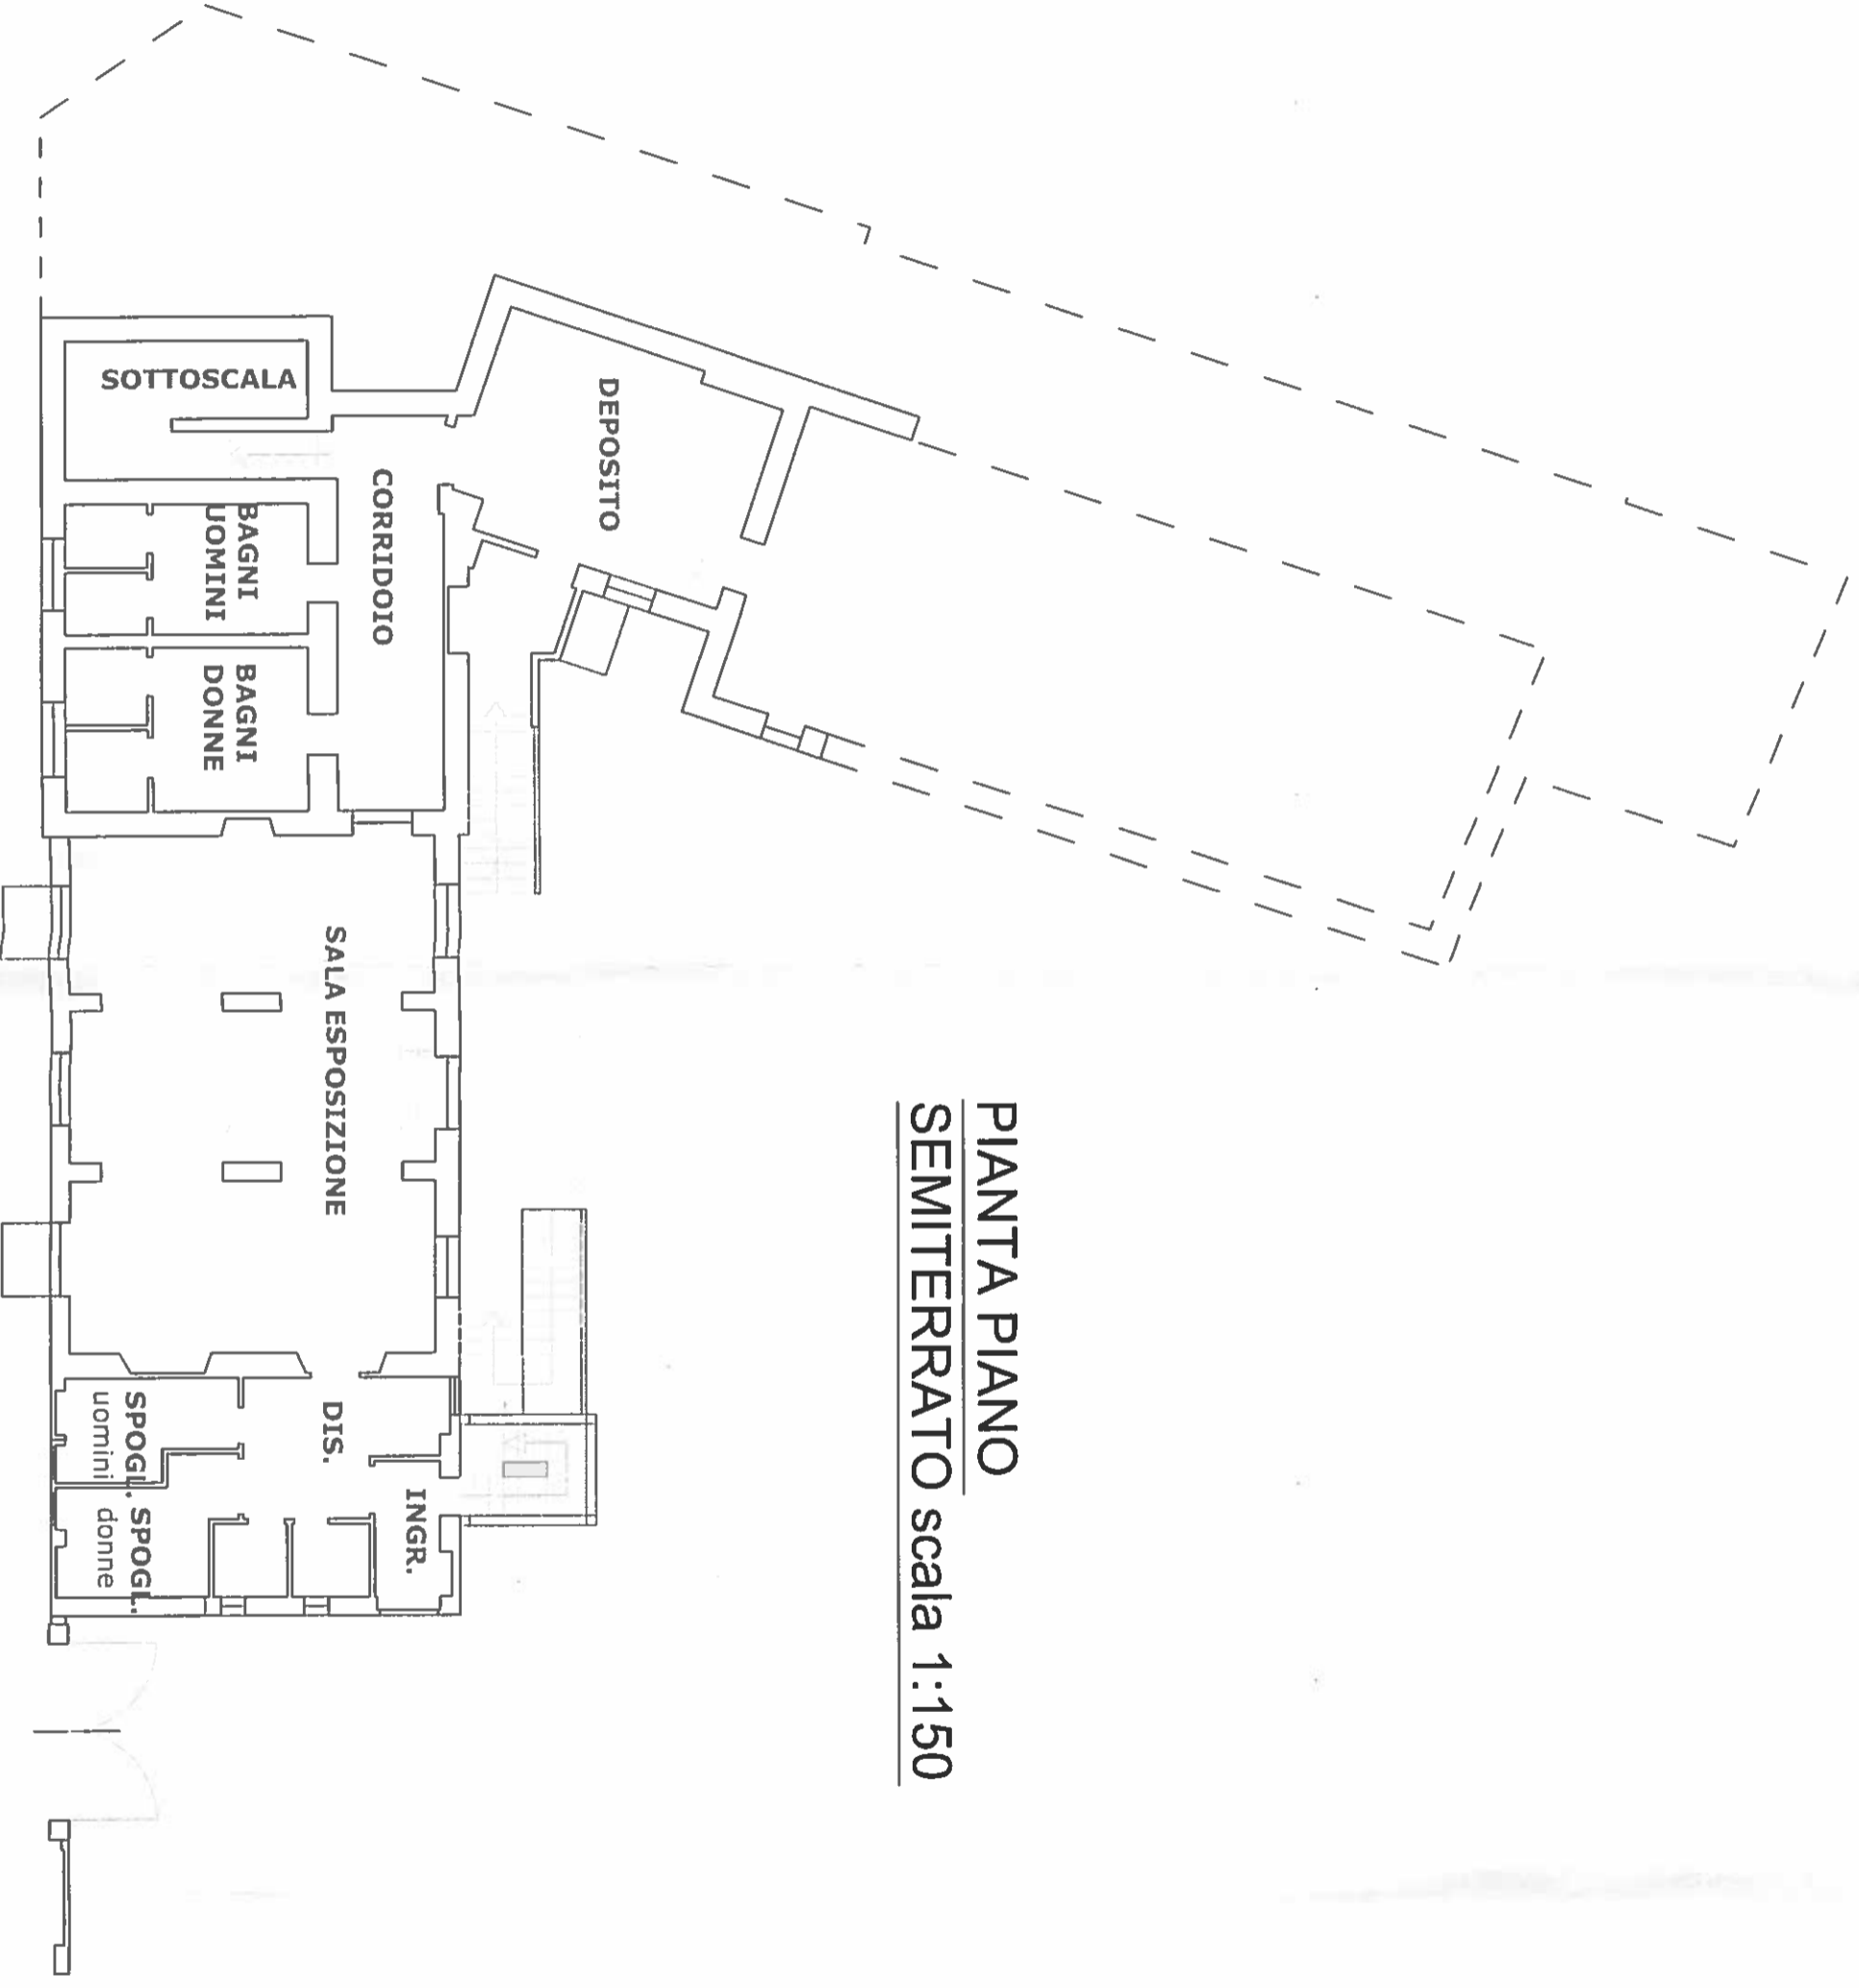 PIANTA PIANO
SEMITERRATO scala 1:150
DEPOSITO
SOTTOSCALA
CORRIDOIO
BAGNI
UOMINI
BAGNI
DONNE
SALA ESPOSIZIONE
DIS.
INGR.
SPOGL.
uomini
SPOGL.
donne